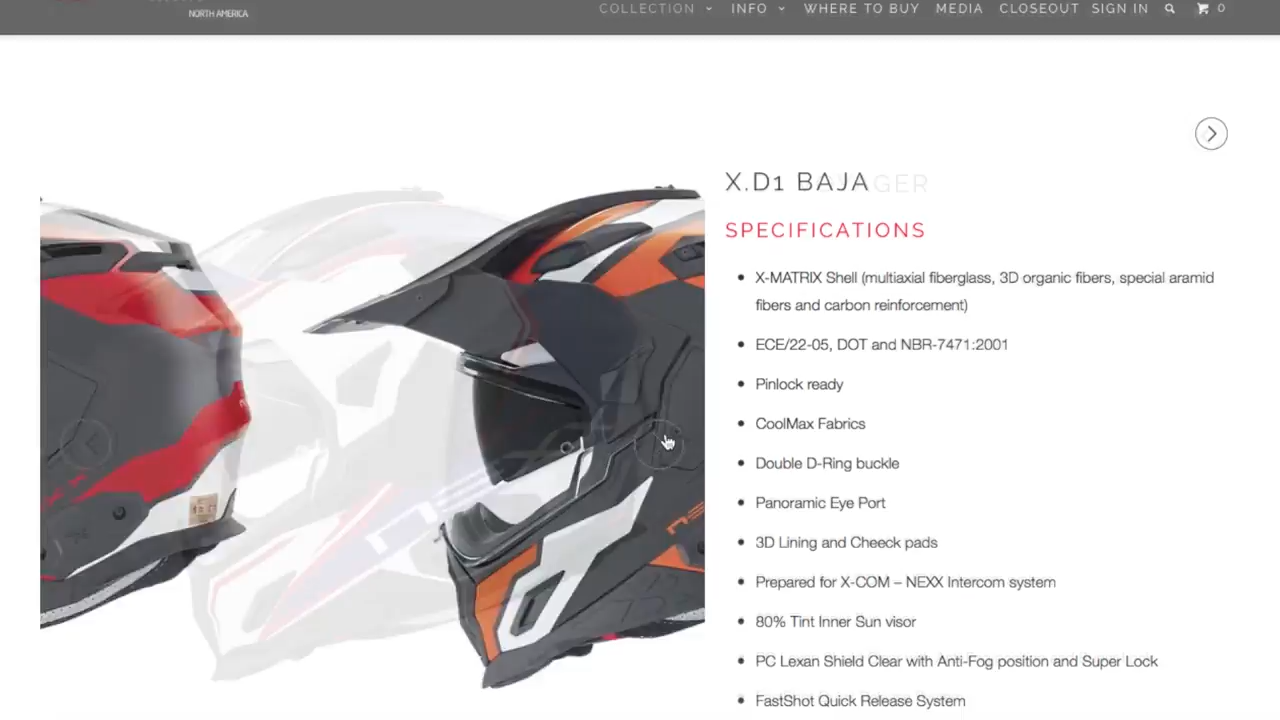 NORTH AMERICA
COLLECTION INFO WHERE TO BUY MEDIA CLOSEOUT SIGN IN 0
X.D1 BAJA
SPECIFICATIONS
X-MATRIX Shell (multiaxial fiberglass, 3D organic fibers, special aramid
fibers and carbon reinforcement)
ECE/22-05, DOT and NBR-7471:2001
Pinlock ready
CoolMax Fabrics
Double D-Ring buckle
Panoramic Eye Port
3D Lining and Cheeck pads
Prepared for X-COM – NEXX Intercom system
80% Tint Inner Sun visor
PC Lexan Shield Clear with Anti-Fog position and Super Lock
FastShot Quick Release System